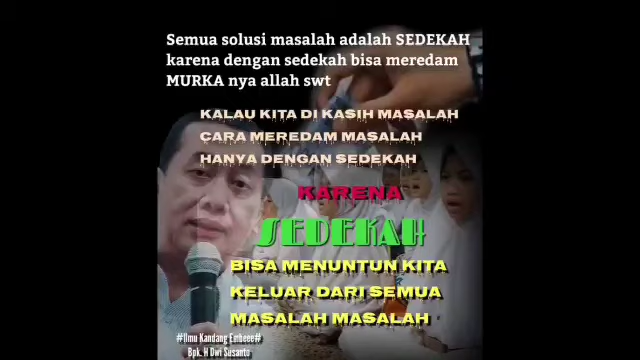 Semua solusi masalah adalah SEDEKAH
karena dengan sedekah bisa meredam
MURKA nya allah swt
KALAU KITA DI KASIH MASALAH
CARA MEREDAM MASALAH
HANYA DENGAN SEDEKAH
KARENA
SEDEKAH
BISA MENUNTUN KITA
KELUAR DARI SEMUA
MASALAH MASALAH
#Ilmu Kandang Embeee#
Bpk. H Dwi Susanto